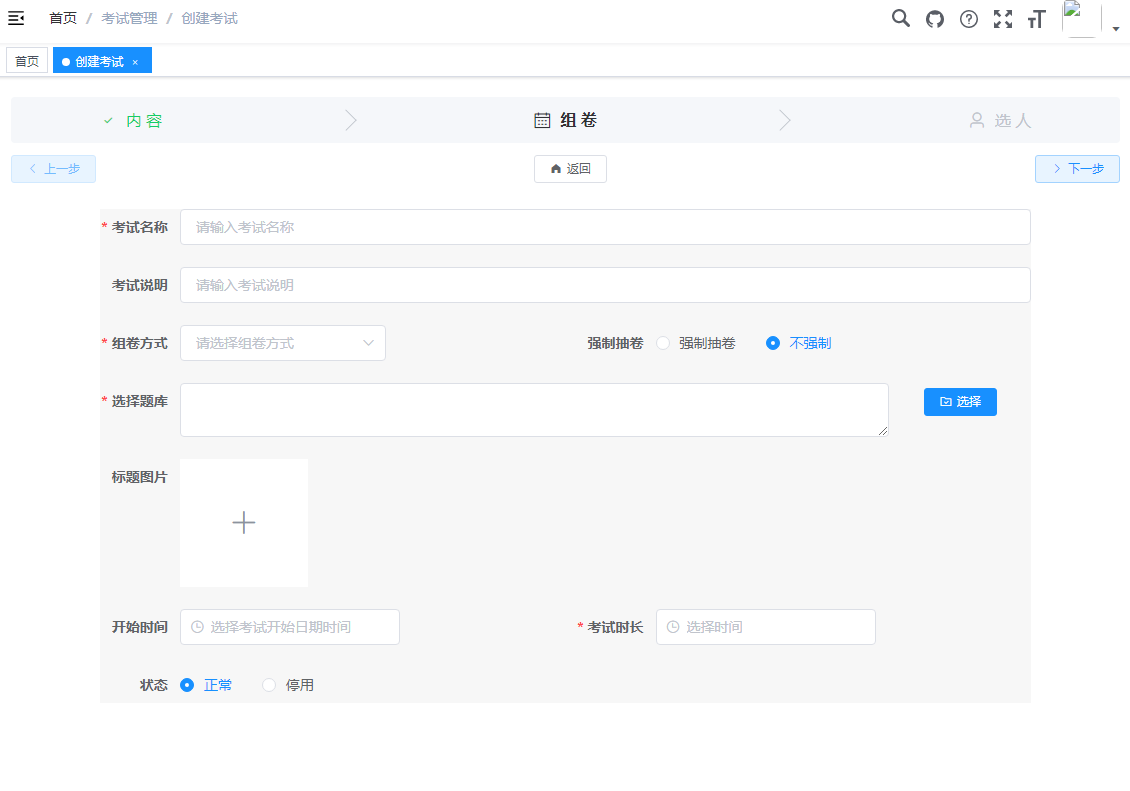 首页 / 考试管理 / 创建考试
首页 创建考试 ×
内容 组卷 选人
上一步 返回 下一步
* 考试名称 请输入考试名称
考试说明 请输入考试说明
* 组卷方式 请选择组卷方式 强制抽卷 强制抽卷 不强制
* 选择题库 选择
标题图片
开始时间 选择考试开始日期时间 * 考试时长 选择时间
状态 正常 停用